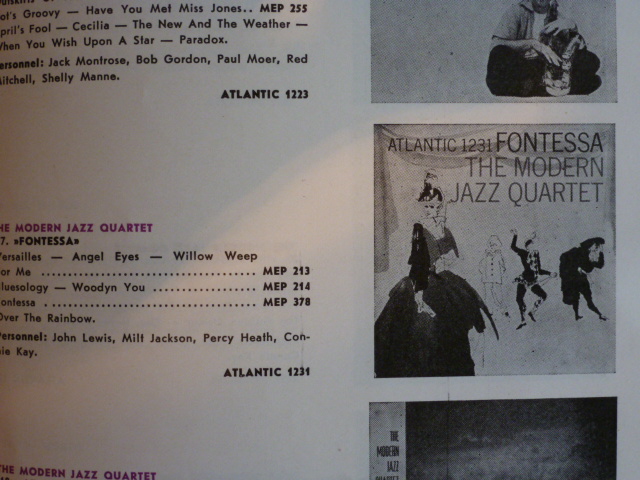 ot's Groovy — Have You Met Miss Jones.. MEP 255
pril's Fool — Cecilia — The New And The Weather —
hen You Wish Upon A Star — Paradox.
ersonnel: Jack Montrose, Bob Gordon, Paul Moer, Red
itchell, Shelly Manne.
ATLANTIC 1223
HE MODERN JAZZ QUARTET
7. »FONTESSA»
ersailles — Angel Eyes — Willow Weep
or Me ........................................ MEP 213
luesology — Woodyn You .................... MEP 214
ontessa ....................................... MEP 378
Over The Rainbow.
ersonnel: John Lewis, Milt Jackson, Percy Heath, Con-
ie Kay.
ATLANTIC 1231
THE MODERN JAZZ QUARTET
ATLANTIC 1231 FONTESSA
THE MODERN
JAZZ QUARTET
THE
MODERN
JAZZ